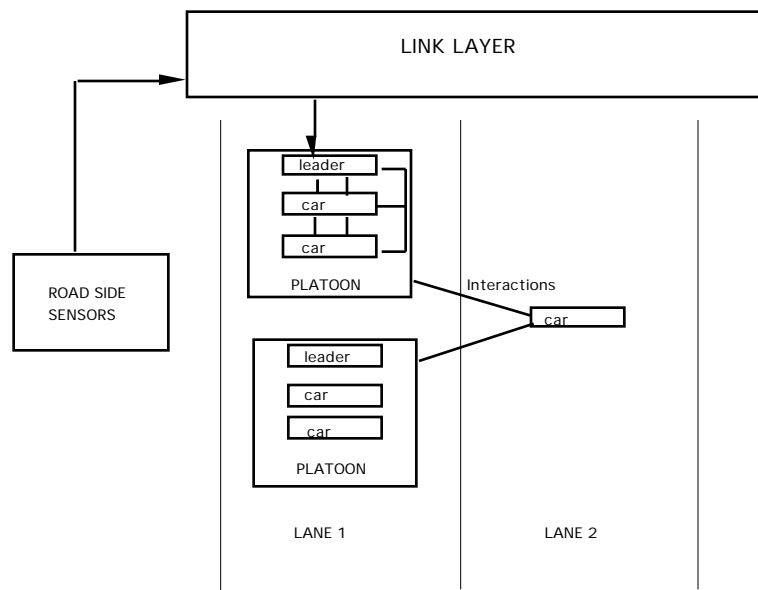 LINK LAYER
leader
car
car
PLATOON
Interactions
ROAD SIDE
SENSORS
car
leader
car
car
PLATOON
LANE 1
LANE 2